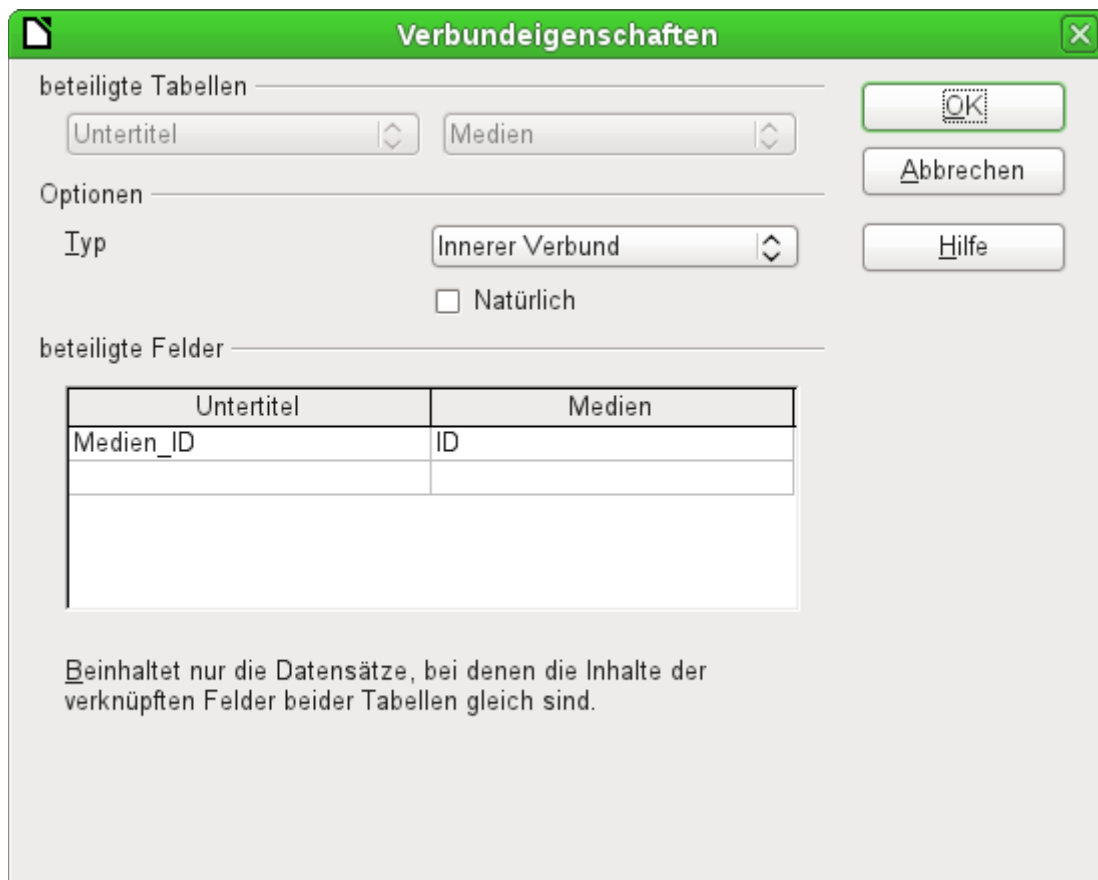 Verbundeigenschaften
beteiligte Tabellen
Untertitel Medien
OK
Abbrechen
Optionen
Typ Innerer Verbund
Hilfe
Natürlich
beteiligte Felder
Untertitel Medien
Medien_ID ID
Beinhaltet nur die Datensätze, bei denen die Inhalte der
verknüpften Felder beider Tabellen gleich sind.